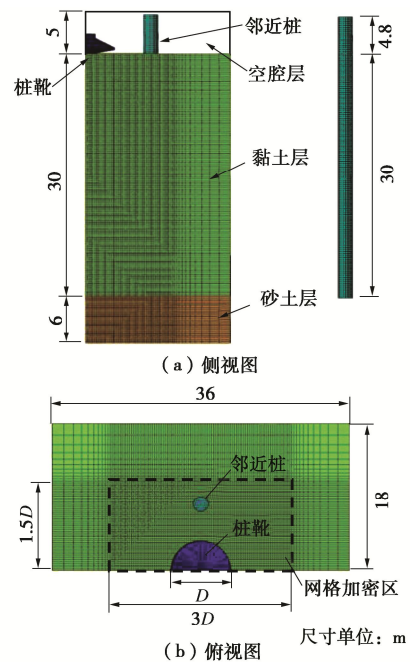 5
邻近桩
空腔层
桩靴
4.8
黏土层
30
30
砂土层
6
(a) 侧视图
36
邻近桩
1.5D
18
桩靴
D
网格加密区
3D
(b) 俯视图
尺寸单位：m